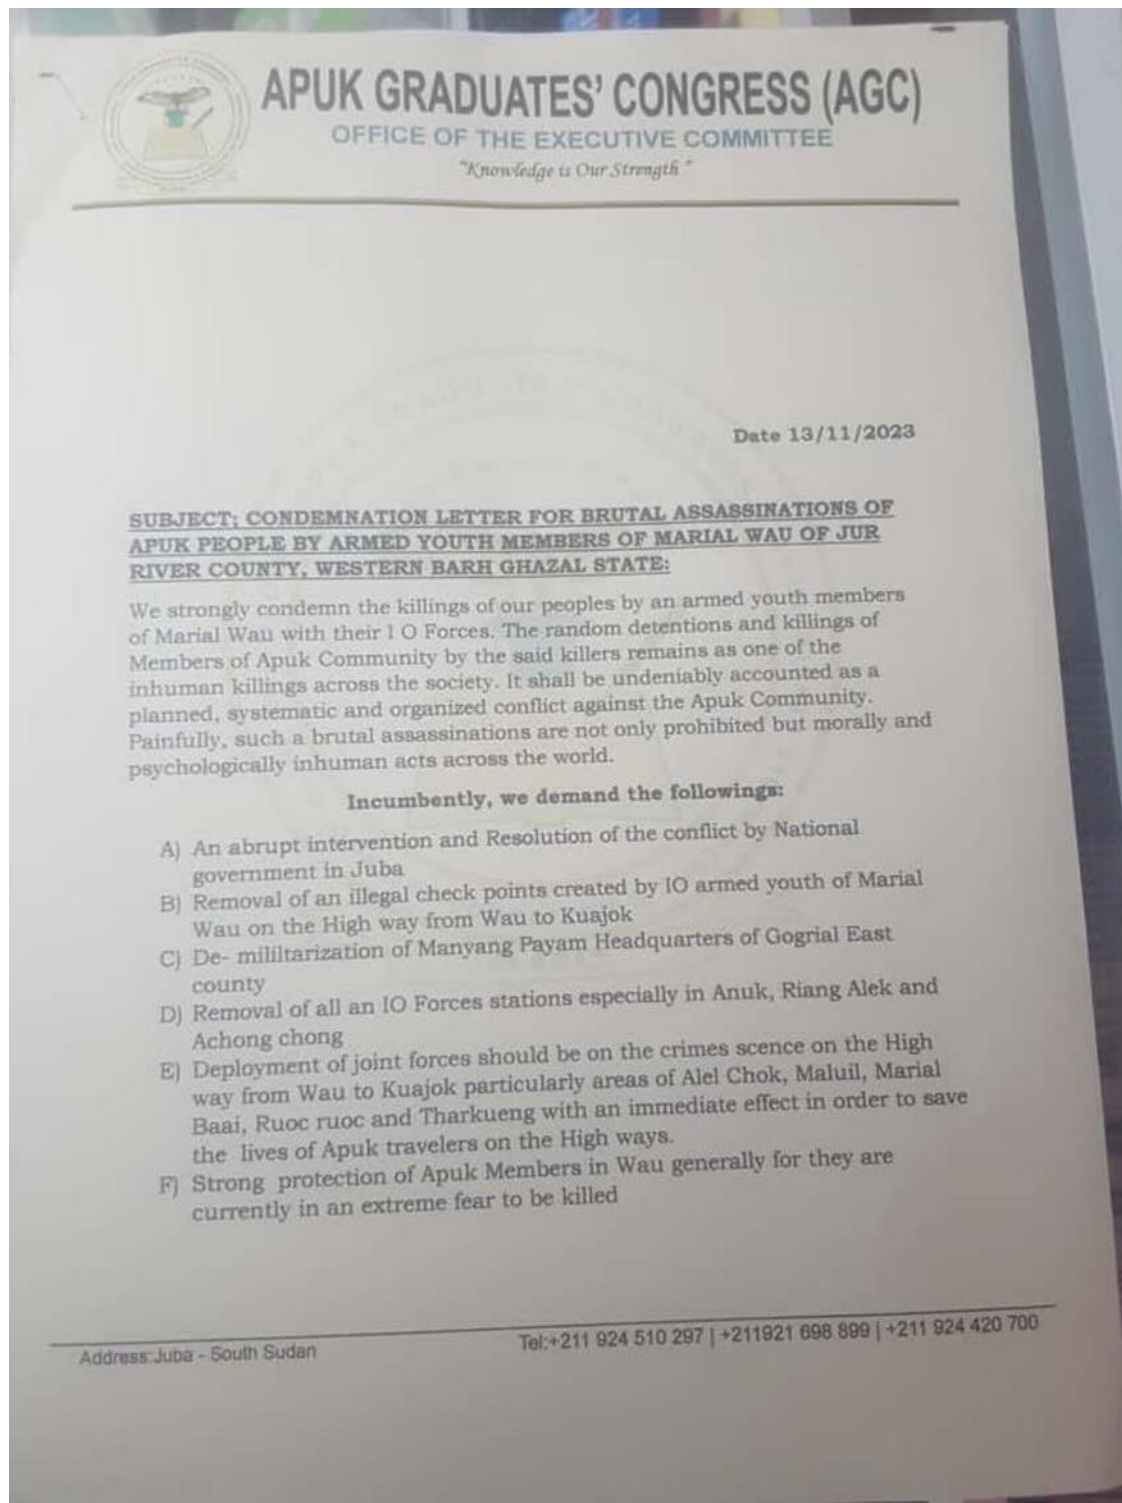 APUK GRADUATES' CONGRESS (AGC)
OFFICE OF THE EXECUTIVE COMMITTEE
"Knowledge is Our Strength"
Date 13/11/2023
SUBJECT; CONDEMNATION LETTER FOR BRUTAL ASSASSINATIONS OF
APUK PEOPLE BY ARMED YOUTH MEMBERS OF MARIAL WAU OF JUR
RIVER COUNTY, WESTERN BARH GHAZAL STATE:
We strongly condemn the killings of our peoples by an armed youth members
of Marial Wau with their I O Forces. The random detentions and killings of
Members of Apuk Community by the said killers remains as one of the
inhuman killings across the society. It shall be undeniably accounted as a
planned, systematic and organized conflict against the Apuk Community.
Painfully, such a brutal assassinations are not only prohibited but morally and
psychologically inhuman acts across the world.
Incumbently, we demand the followings:
A) An abrupt intervention and Resolution of the conflict by National
government in Juba
B) Removal of an illegal check points created by IO armed youth of Marial
Wau on the High way from Wau to Kuajok
C) De- mililtarization of Manyang Payam Headquarters of Gogrial East
county
D) Removal of all an IO Forces stations especially in Anuk, Riang Alek and
Achong chong
E) Deployment of joint forces should be on the crimes scence on the High
way from Wau to Kuajok particularly areas of Alel Chok, Maluil, Marial
Baai, Ruoc ruoc and Tharkueng with an immediate effect in order to save
the lives of Apuk travelers on the High ways.
F) Strong protection of Apuk Members in Wau generally for they are
currently in an extreme fear to be killed
Address:Juba - South Sudan
Tel:+211 924 510 297 | +211921 698 899 | +211 924 420 700